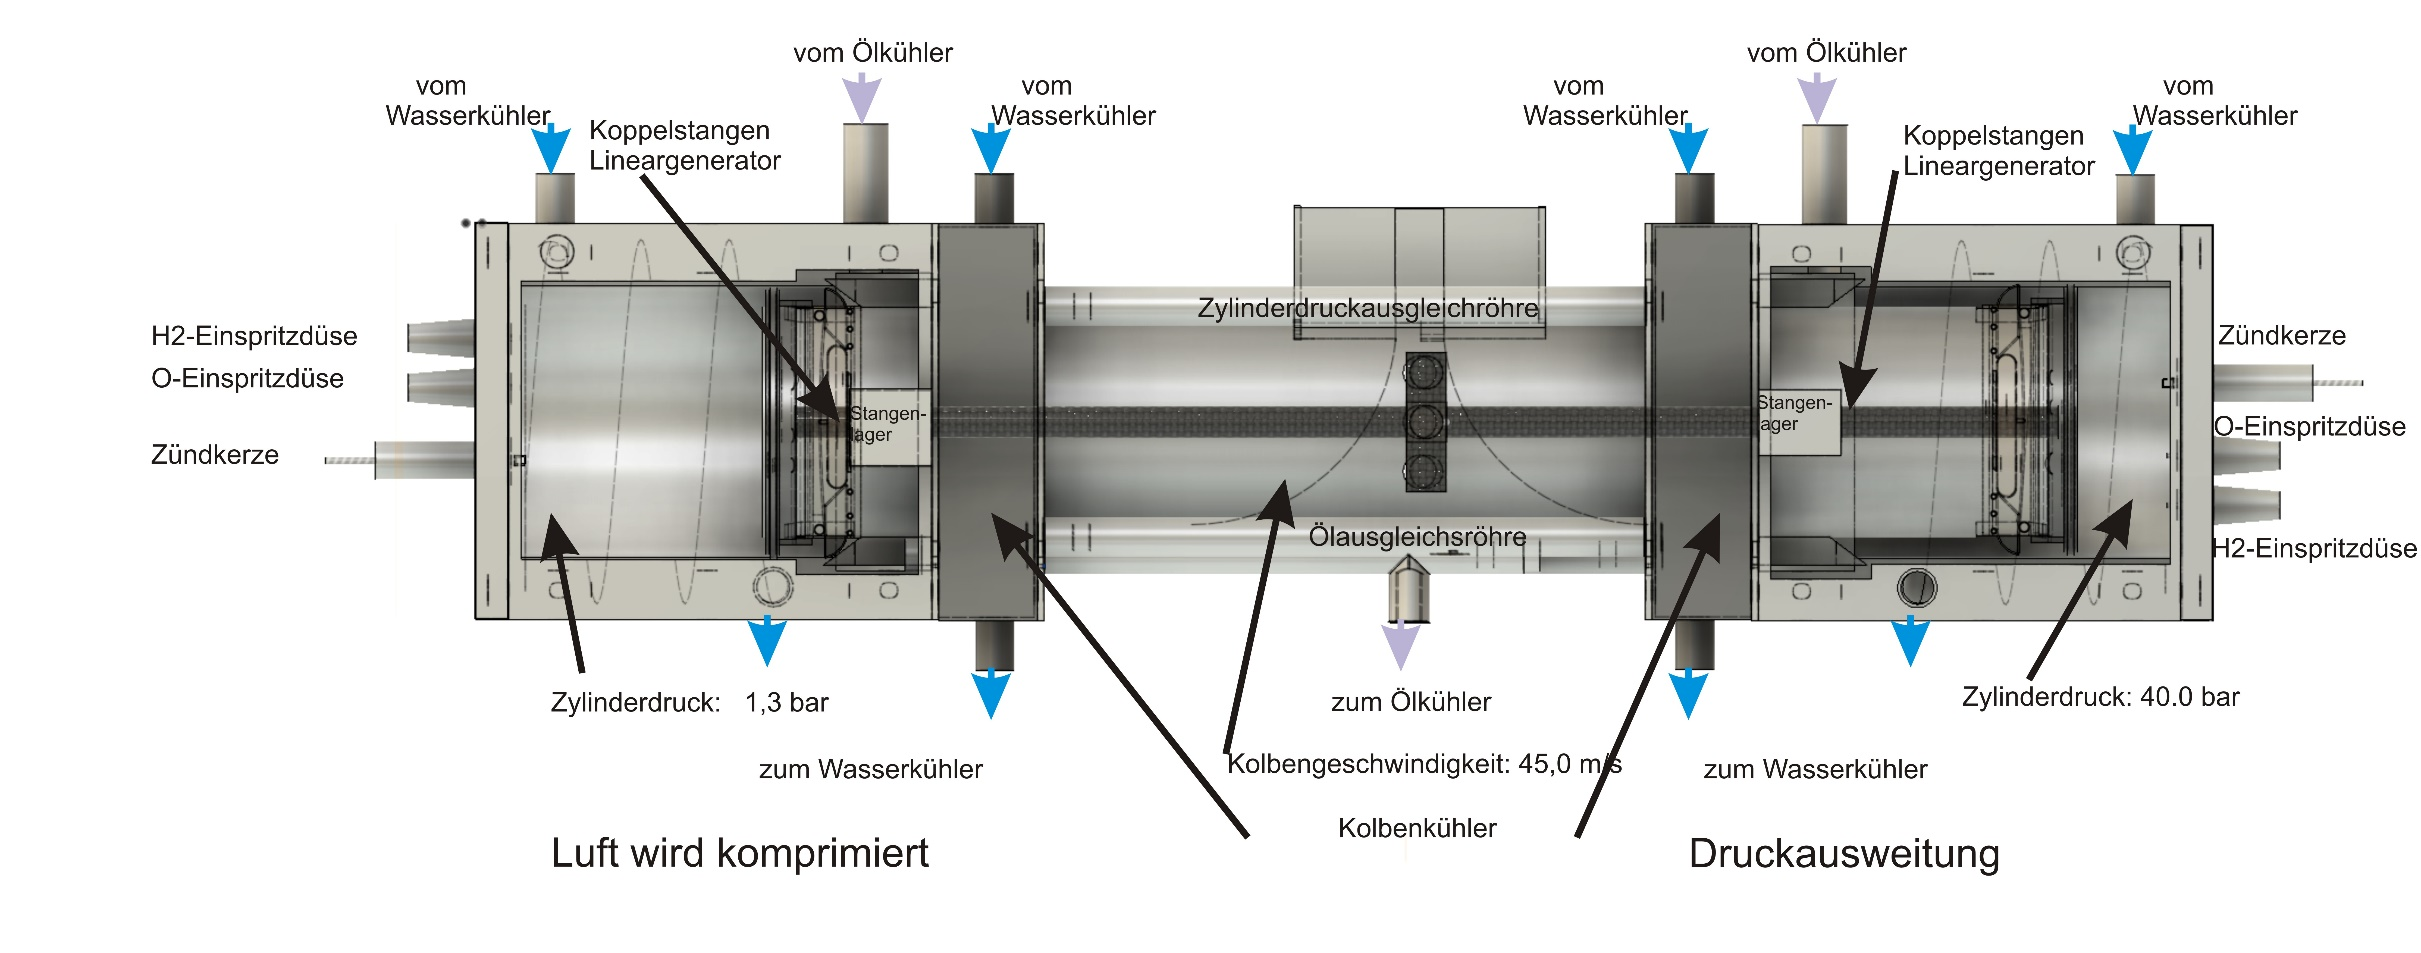 vom Ölkühler
vom Ölkühler
vom
Wasserkühler
vom
Wasserkühler
vom
Wasserkühler
vom
Wasserkühler
Koppelstangen
Lineargenerator
Koppelstangen
Lineargenerator
Zylinderdruckausgleichröhre
H2-Einspritzdüse
O-Einspritzdüse
Zündkerze
Stangen-
lager
Stangen-
lager
Zündkerze
O-Einspritzdüse
H2-Einspritzdüse
Ölausgleichsröhre
Zylinderdruck: 1,3 bar
zum Ölkühler
Zylinderdruck: 40.0 bar
zum Wasserkühler
Kolbengeschwindigkeit: 45,0 m/s
zum Wasserkühler
Kolbenkühler
Luft wird komprimiert
Druckausweitung